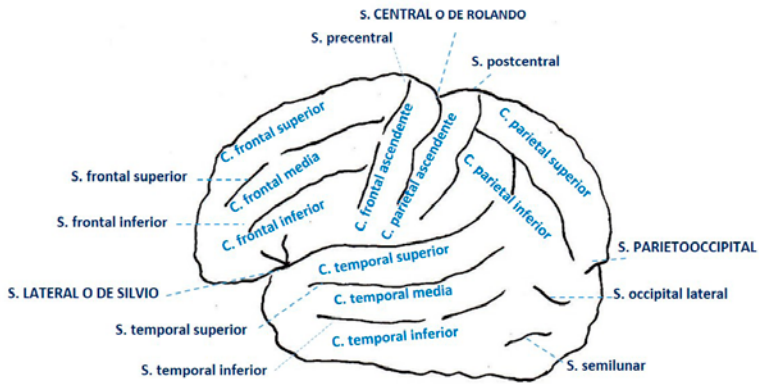 S. CENTRAL O DE ROLANDO
S. precentral
S. postcentral
C. frontal superior
C. frontal media
C. frontal inferior
C. frontal ascendente
C. parietal ascendente
C. parietal superior
C. parietal inferior
S. frontal superior
S. frontal inferior
S. PARIETOOCCIPITAL
C. temporal superior
S. LATERAL O DE SILVIO
C. temporal media
S. occipital lateral
S. temporal superior
C. temporal inferior
S. temporal inferior
S. semilunar